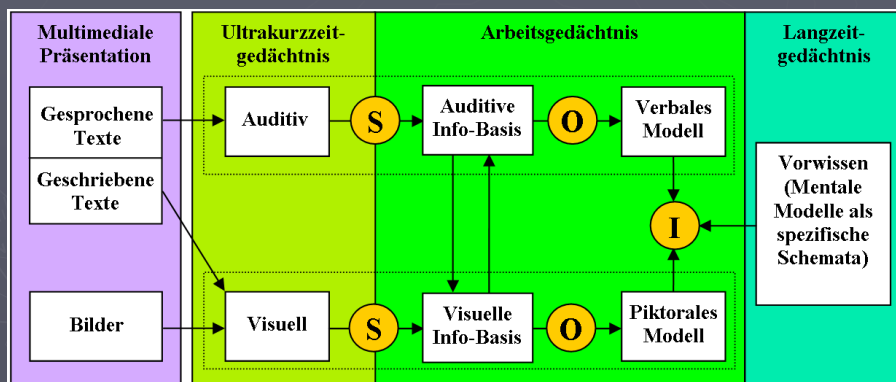 Multimediale
Präsentation
Ultrakurzzeit-
gedächtnis
Arbeitsgedächtnis
Langzeit-
gedächtnis
Gesprochene
Texte
Geschriebene
Texte
Bilder
Auditiv
S
Auditive
Info-Basis
O
Verbales
Modell
I
Vorwissen
(Mentale
Modelle als
spezifische
Schemata)
Visuell
S
Visuelle
Info-Basis
O
Piktorales
Modell